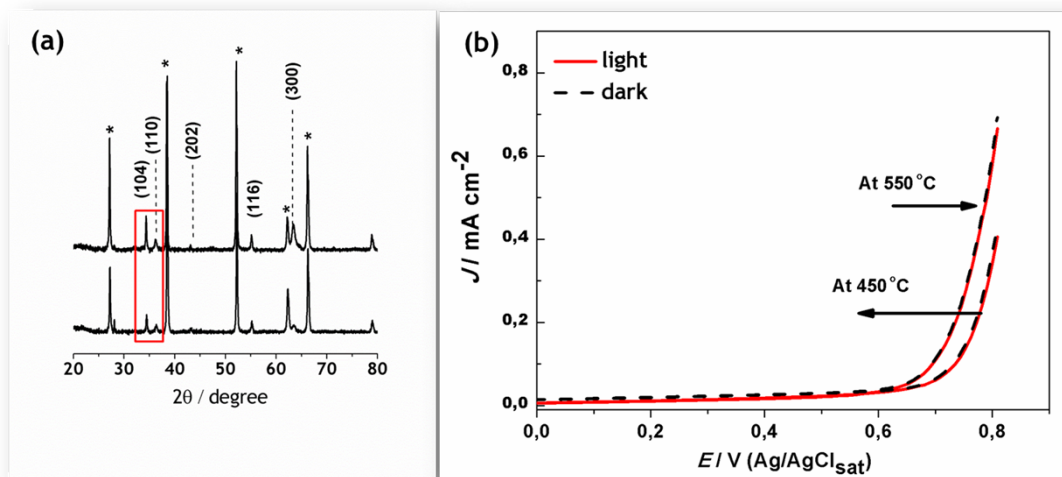 (a)
*
*
*
*
*
(104)
(110)
(202)
(116)
(300)
20 30 40 50 60 70 80
2θ / degree
(b)
light
dark
0,8
0,6
0,4
0,2
0,0
J / mA cm-2
At 550 °C
At 450 °C
0,0 0,2 0,4 0,6 0,8
E / V (Ag/AgClsat)